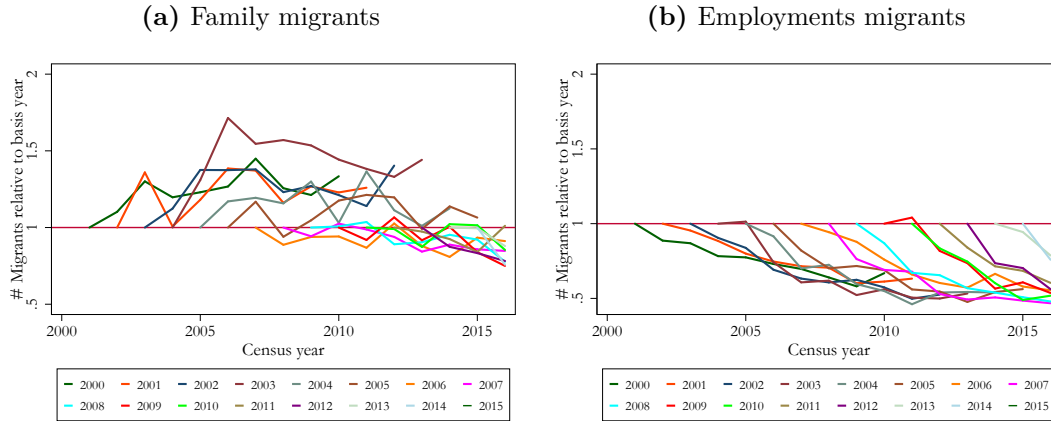 (a) Family migrants
# Migrants relative to basis year
2
1.5
1
.5
2000 2005 2010 2015
Census year
2000 2001 2002 2003 2004 2005 2006 2007
2008 2009 2010 2011 2012 2013 2014 2015
(b) Employments migrants
# Migrants relative to basis year
2
1.5
1
.5
2000 2005 2010 2015
Census year
2000 2001 2002 2003 2004 2005 2006 2007
2008 2009 2010 2011 2012 2013 2014 2015